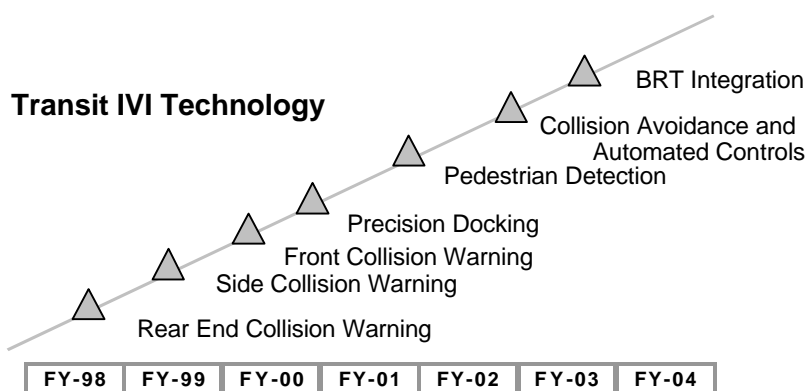 BRT Integration
Transit IVI Technology
Collision Avoidance and
Automated Controls
Pedestrian Detection
Precision Docking
Front Collision Warning
Side Collision Warning
Rear End Collision Warning
FY-98 FY-99 FY-00 FY-01 FY-02 FY-03 FY-04